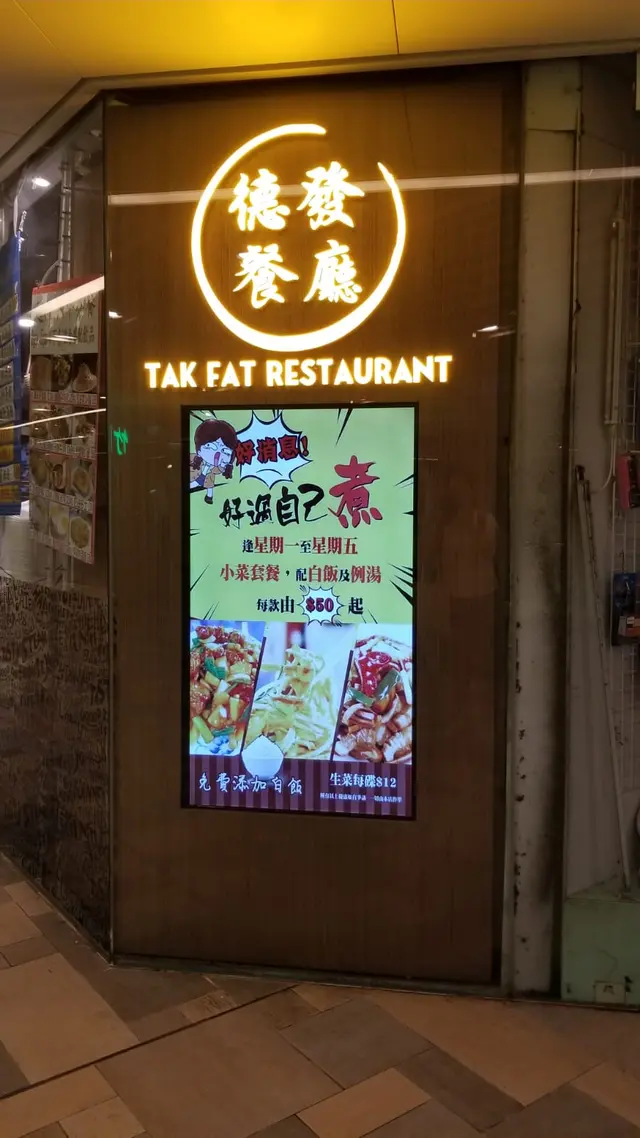 德發
餐廳
TAK FAT RESTAURANT
好消息!
好過自己煮
逢星期一至星期五
小菜套餐，配白飯及例湯
每款由 $50 起
免費添加白飯
生菜每碟$12